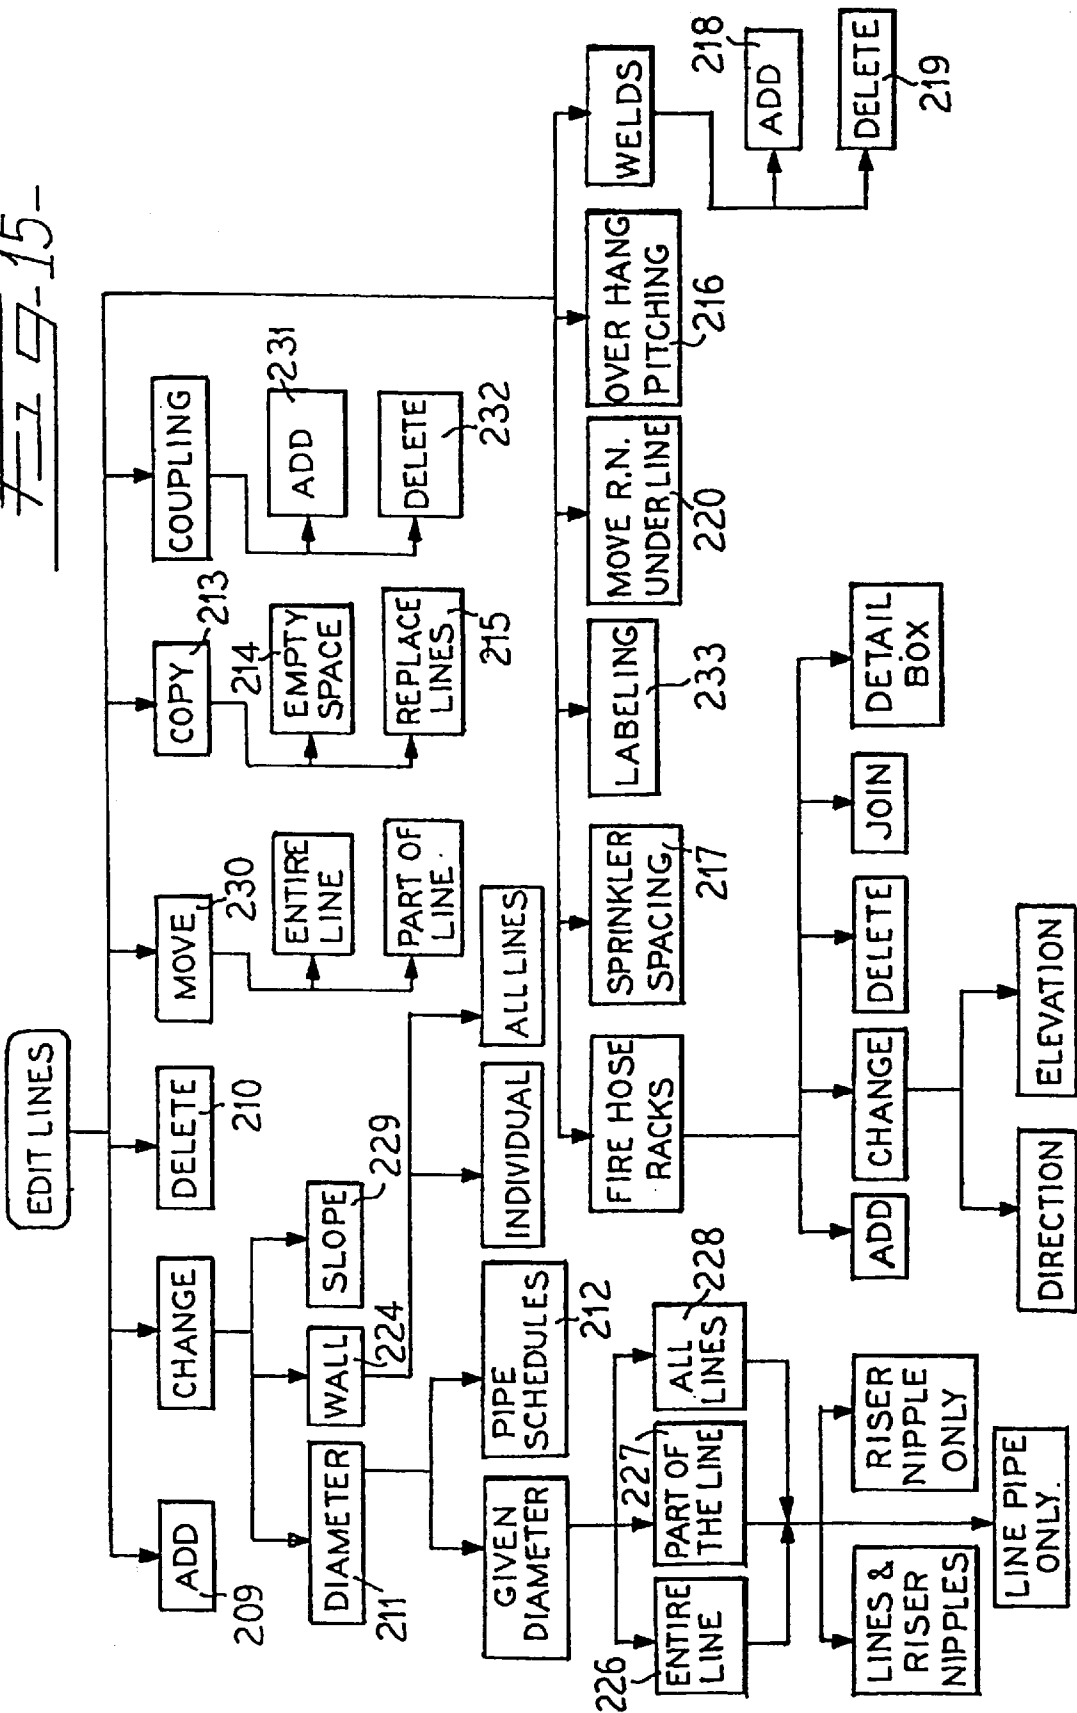 Fig-15-
EDIT LINES
ADD
209
CHANGE
DELETE
210
MOVE
230
COPY
213
COUPLING
DIAMETER
211
WALL
224
SLOPE
229
ENTIRE
LINE
PART OF
LINE.
214
EMPTY
SPACE
REPLACE
LINES
215
ADD
231
DELETE
232
GIVEN
DIAMETER
PIPE
SCHEDULES
212
INDIVIDUAL
ALL LINES
226
ENTIRE
LINE
227
PART OF
THE LINE
ALL
LINES
228
LINES &
RISER
NIPPLES
RISER
NIPPLE
ONLY
LINE PIPE
ONLY.
FIRE HOSE
RACKS
SPRINKLER
SPACING,
217
LABELING
233
MOVE R.N.
UNDER LINE
220
OVER HANG
PITCHING
216
WELDS
ADD
218
DELETE
219
ADD
CHANGE
DELETE
JOIN
DETAIL
BOX
DIRECTION
ELEVATION